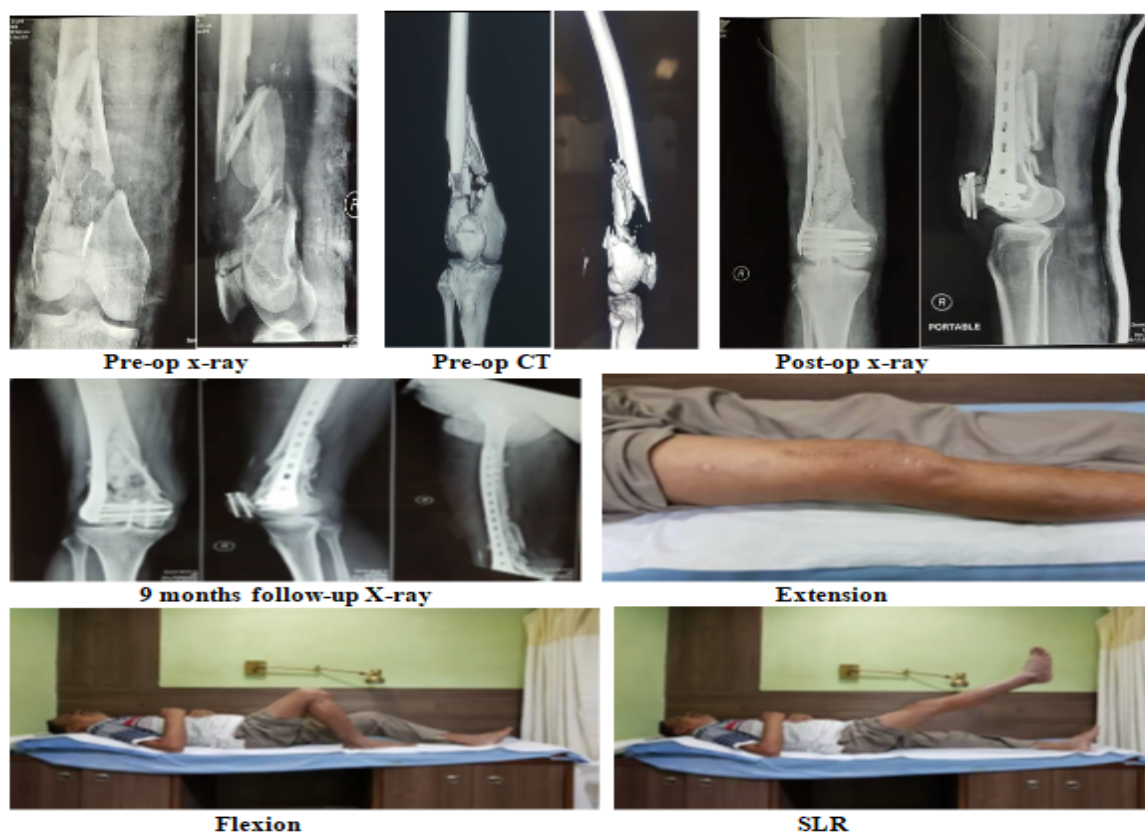 R
R
R
PORTABLE
Pre-op x-ray
Pre-op CT
Post-op x-ray
R
R
9 months follow-up X-ray
Extension
Flexion
SLR